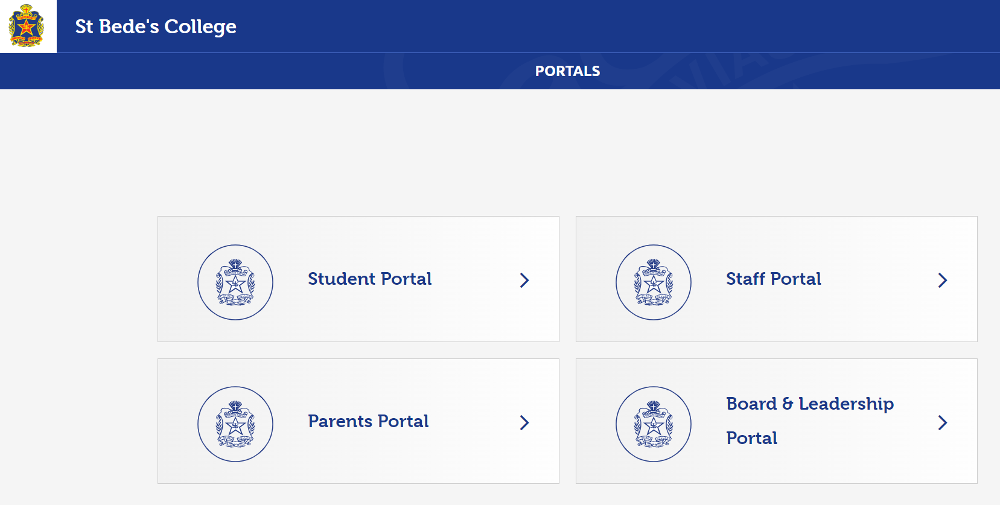 St Bede's College
PORTALS
Student Portal
Staff Portal
Parents Portal
Board & Leadership
Portal